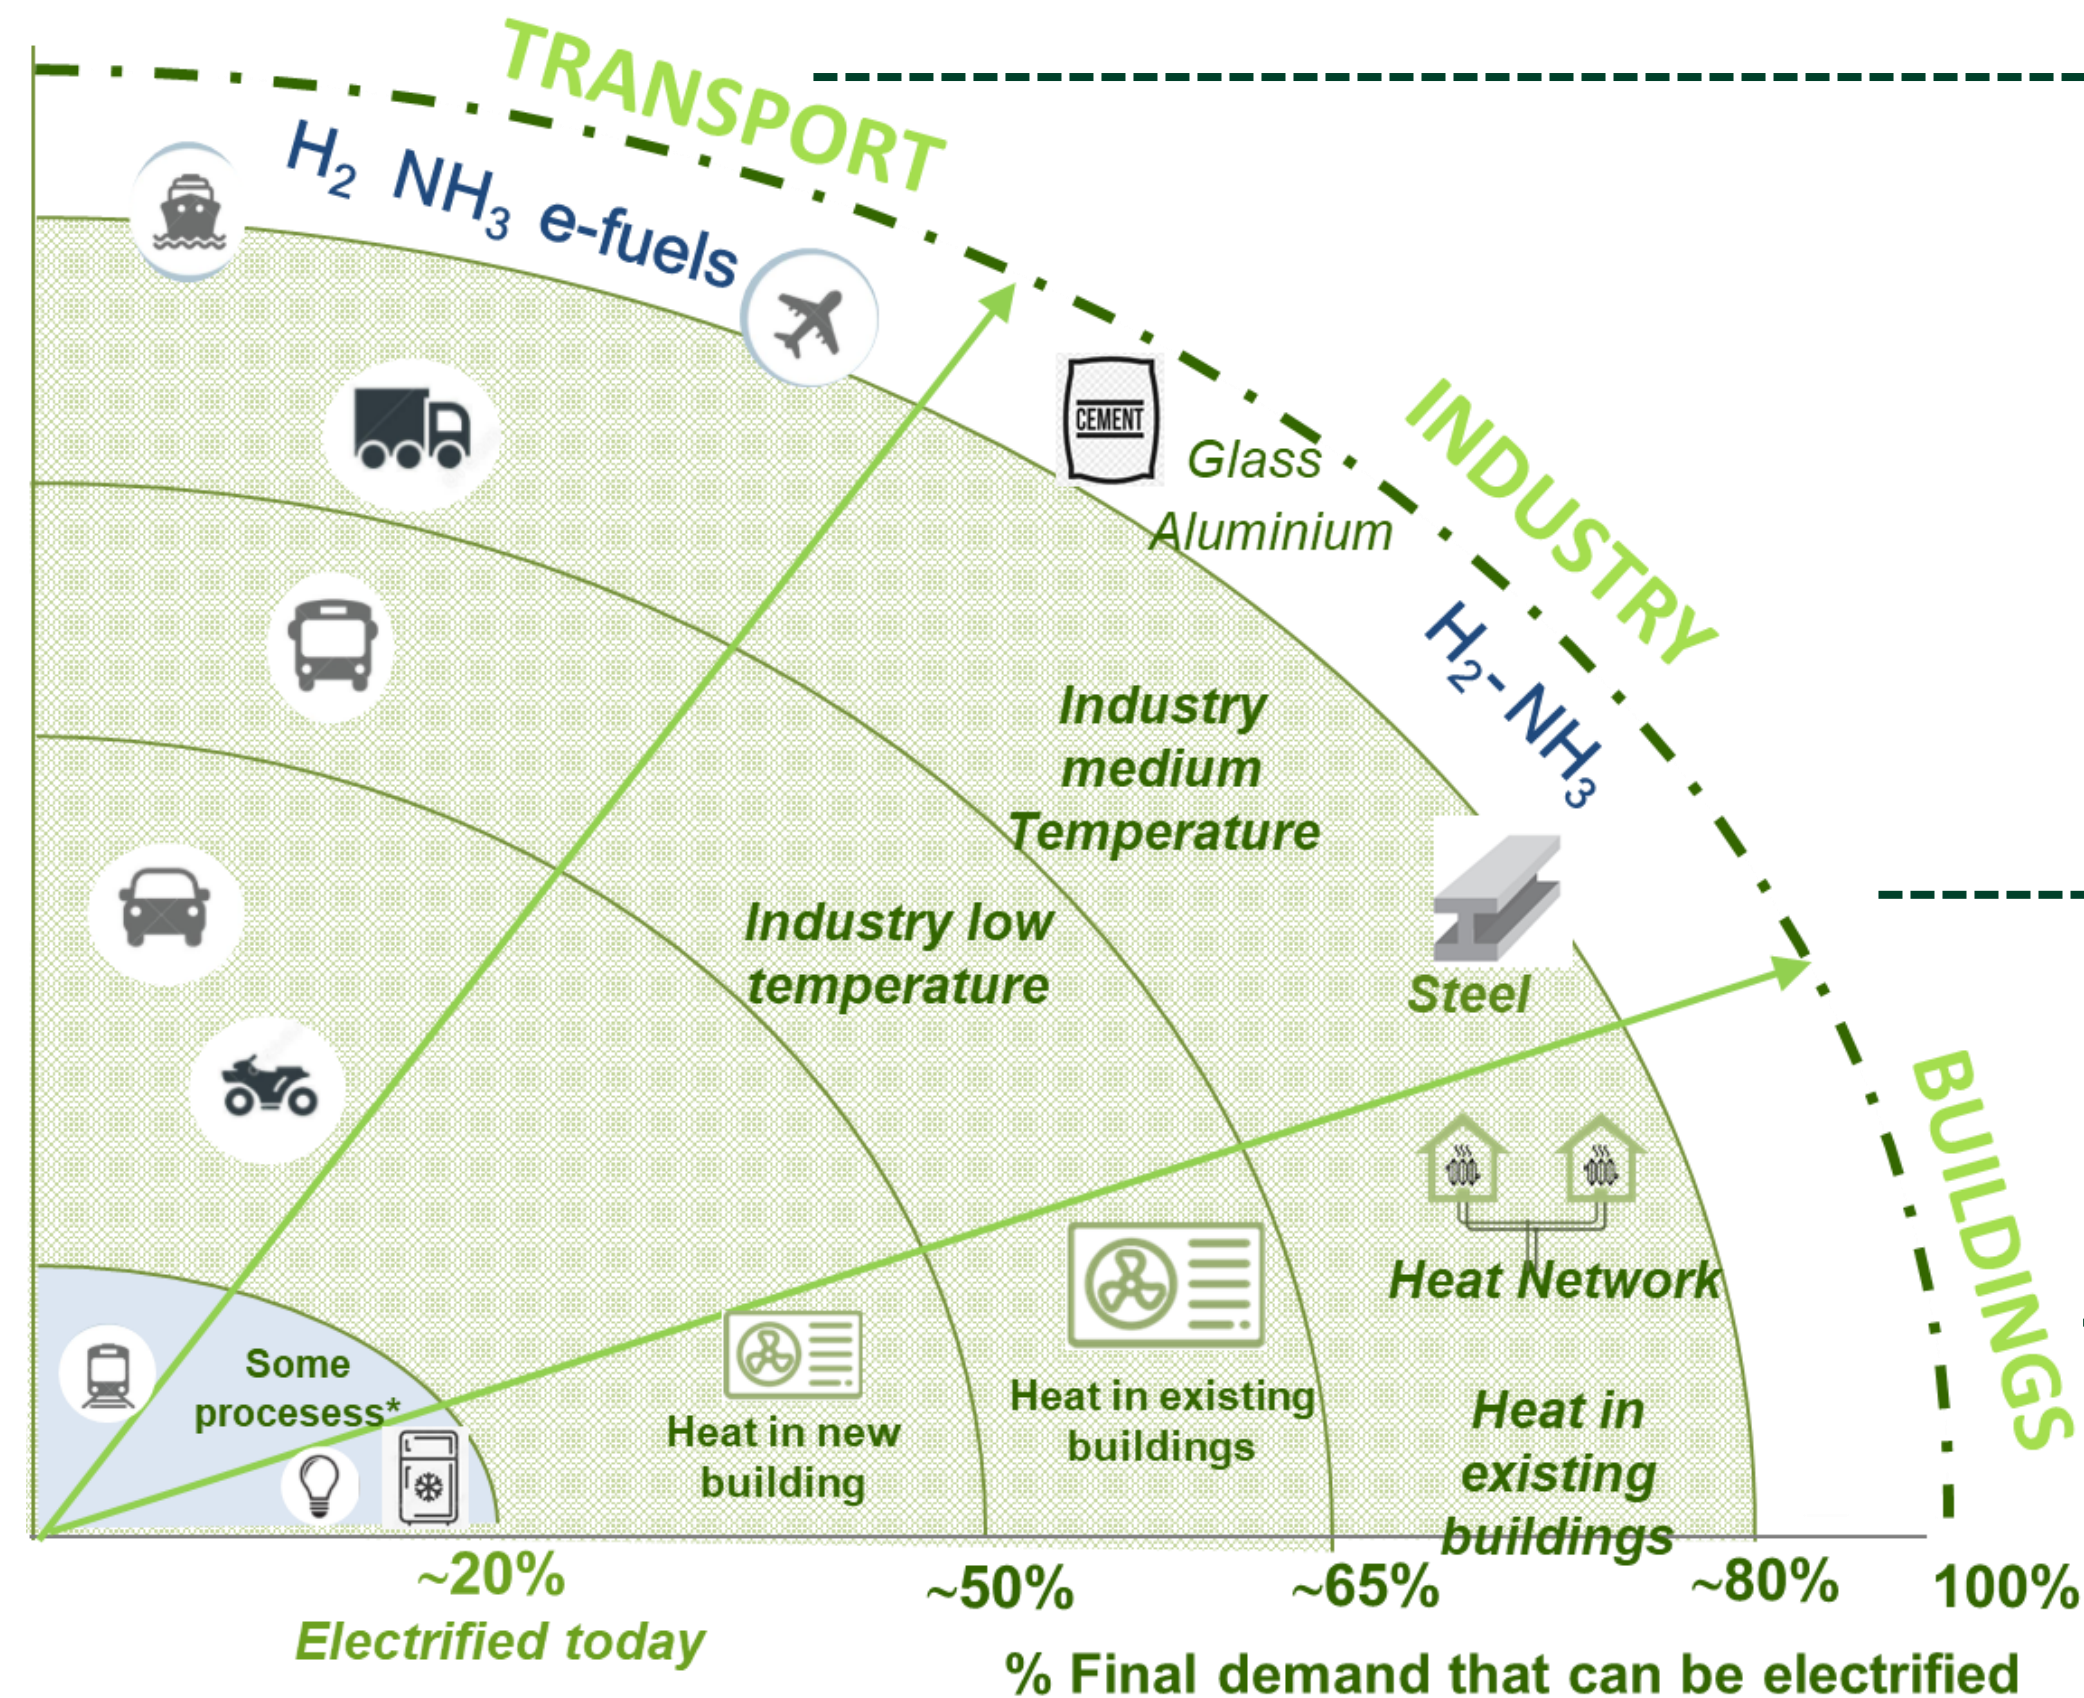 TRANSPORT
H2 NH3 e-fuels
CEMENT
Glass
Aluminium
INDUSTRY
H2-NH3
Industry
medium
Temperature
Industry low
temperature
Steel
BUILDINGS
Heat Network
Some
procesess*
Heat in new
building
Heat in existing
buildings
Heat in
existing
buildings
~20%
~50%
~65%
~80%
100%
Electrified today
% Final demand that can be electrified